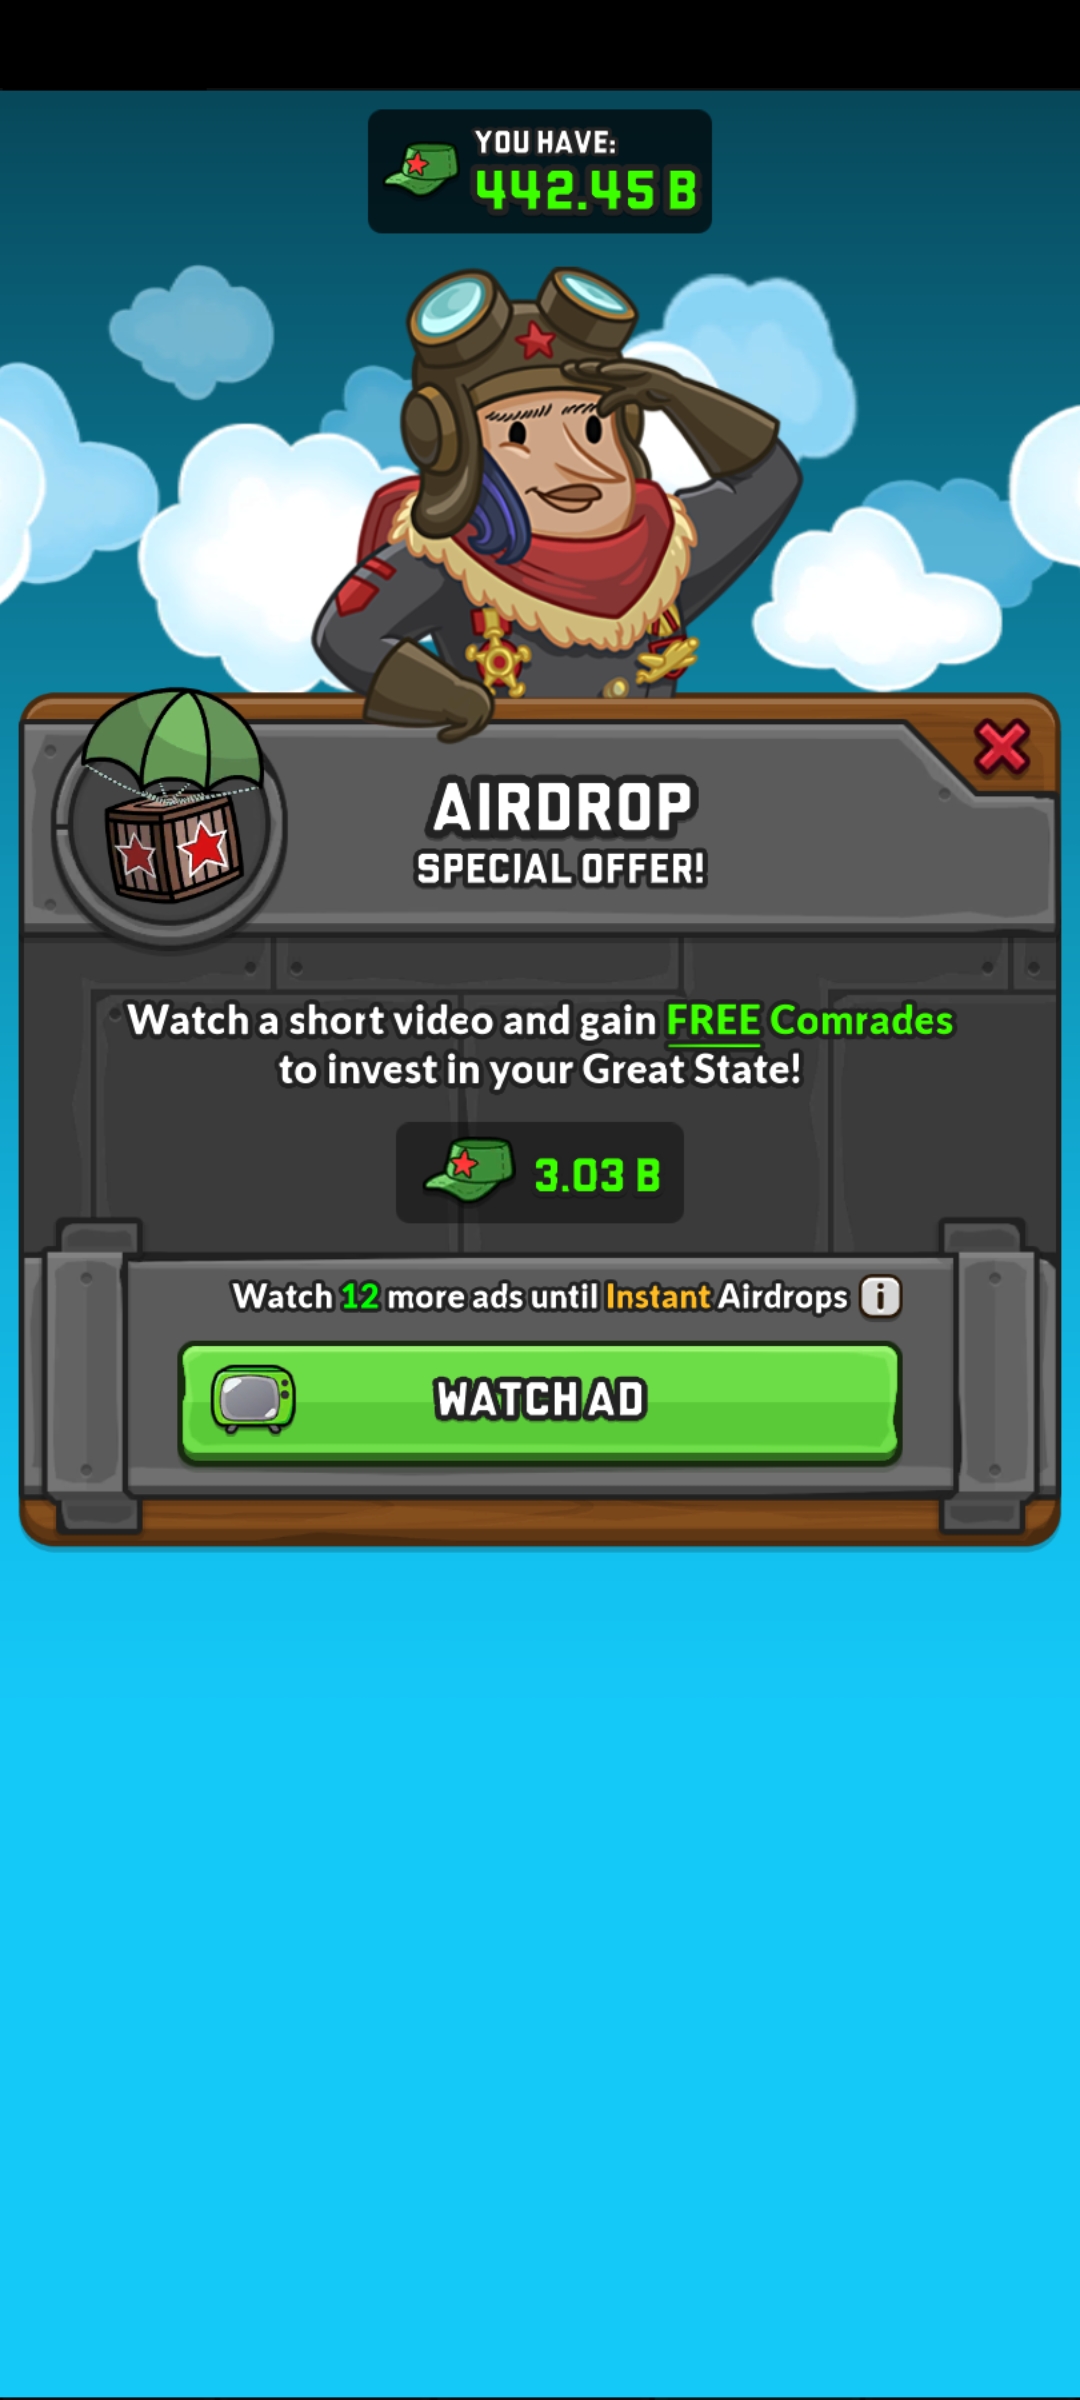 YOU HAVE:
442.45 B
AIRDROP
SPECIAL OFFER!
Watch a short video and gain FREE Comrades
to invest in your Great State!
3.03 B
Watch 12 more ads until Instant Airdrops i
WATCH AD